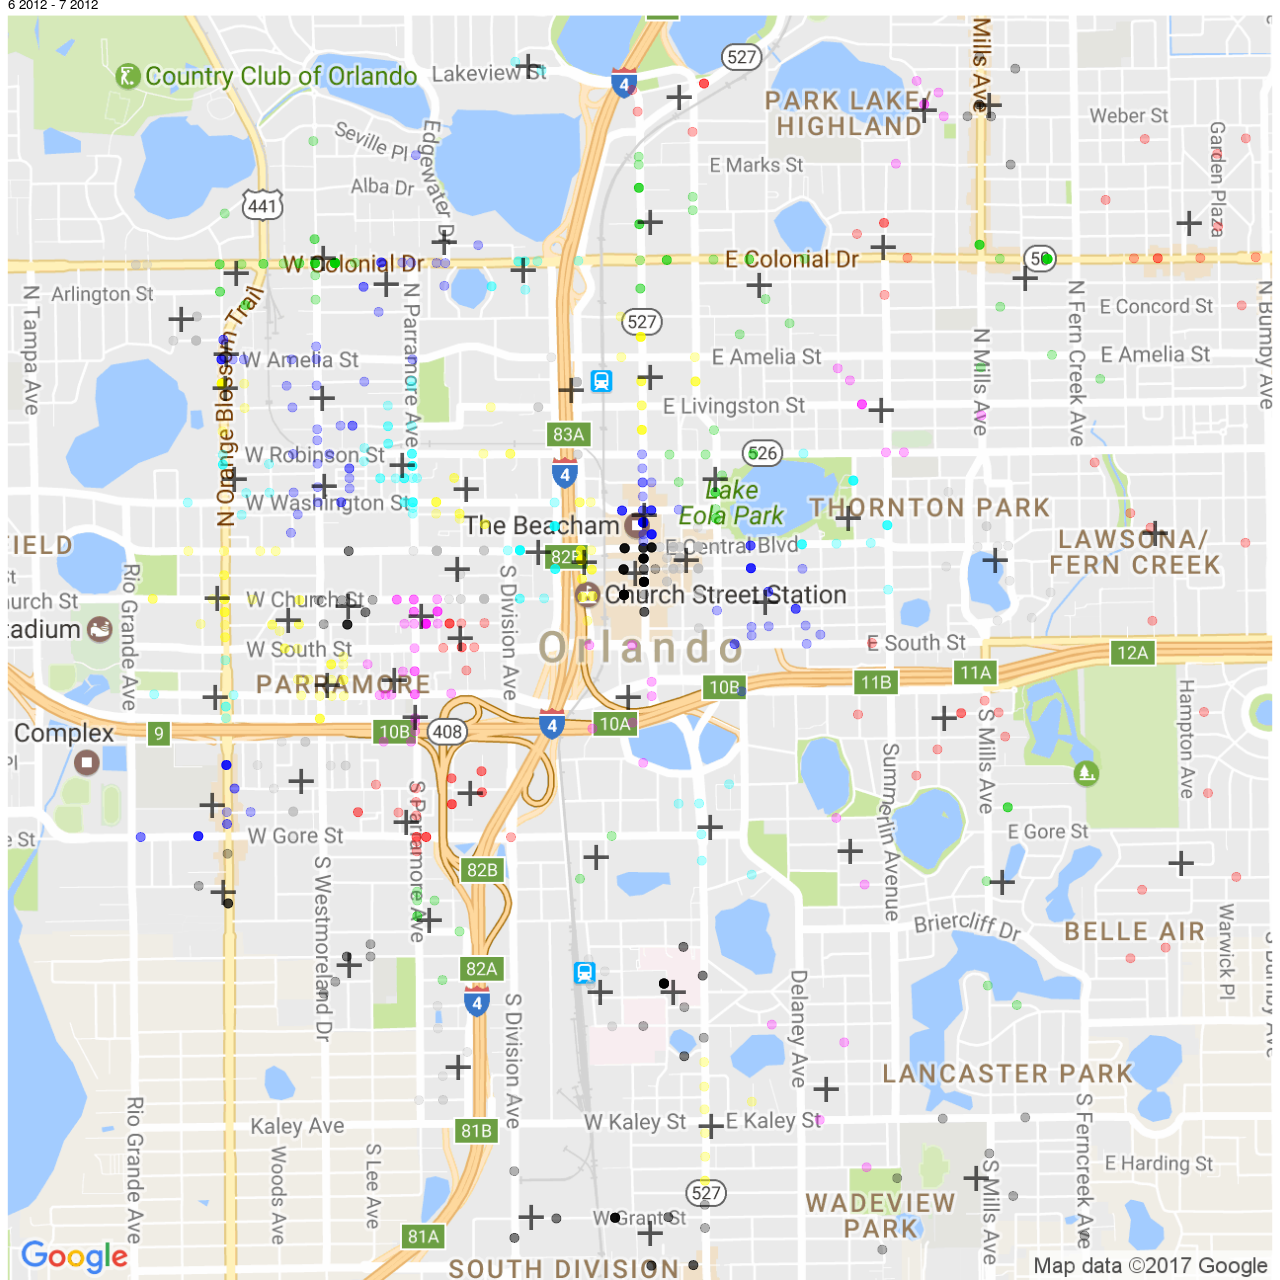 6 2012 - 7 2012
Mills Ave
527
Country Club of Orlando
Lakeview St
4
PARK LAKE/
HIGHLAND
Weber St
Garden Plaza
Edgewater Dr
Seville Pl
E Marks St
Alba Dr
441
W Colonial Dr
E Colonial Dr
50
N Tampa Ave
Arlington St
N Parramore Ave
N Fern Creek Ave
E Concord St
N Bumby Ave
527
N Orange Blossom Trail
W Amelia St
E Amelia St
N Mills Ave
E Amelia St
E Livingston St
83A
W Robinson St
526
4
W Washington St
Lake
Eola Park
THORNTON PARK
The Beacham
FIELD
E Central Blvd
LAWSONA/
FERN CREEK
82B
Rio Grande Ave
S Division Ave
W Church St
Church Street Station
urch St
tadium
Orlando
E South St
W South St
12A
11A
PARRAMORE
10B
11B
Hampton Ave
Complex
9
10B
408
4
10A
S Mills Ave
Summerlin Avenue
S Parramore Ave
e St
W Gore St
E Gore St
S Westmoreland Dr
82B
Briercliff Dr
BELLE AIR
Warwick Pl
82A
4
S Division Ave
Delaney Ave
S Bumby Ave
LANCASTER PARK
Rio Grande Ave
Kaley Ave
81B
W Kaley St
E Kaley St
S Ferncreek Ave
Woods Ave
S Lee Ave
S Mills Ave
E Harding St
527
WADEVIEW
PARK
W Grant St
81A
Google
SOUTH DIVISION
Map data ©2017 Google